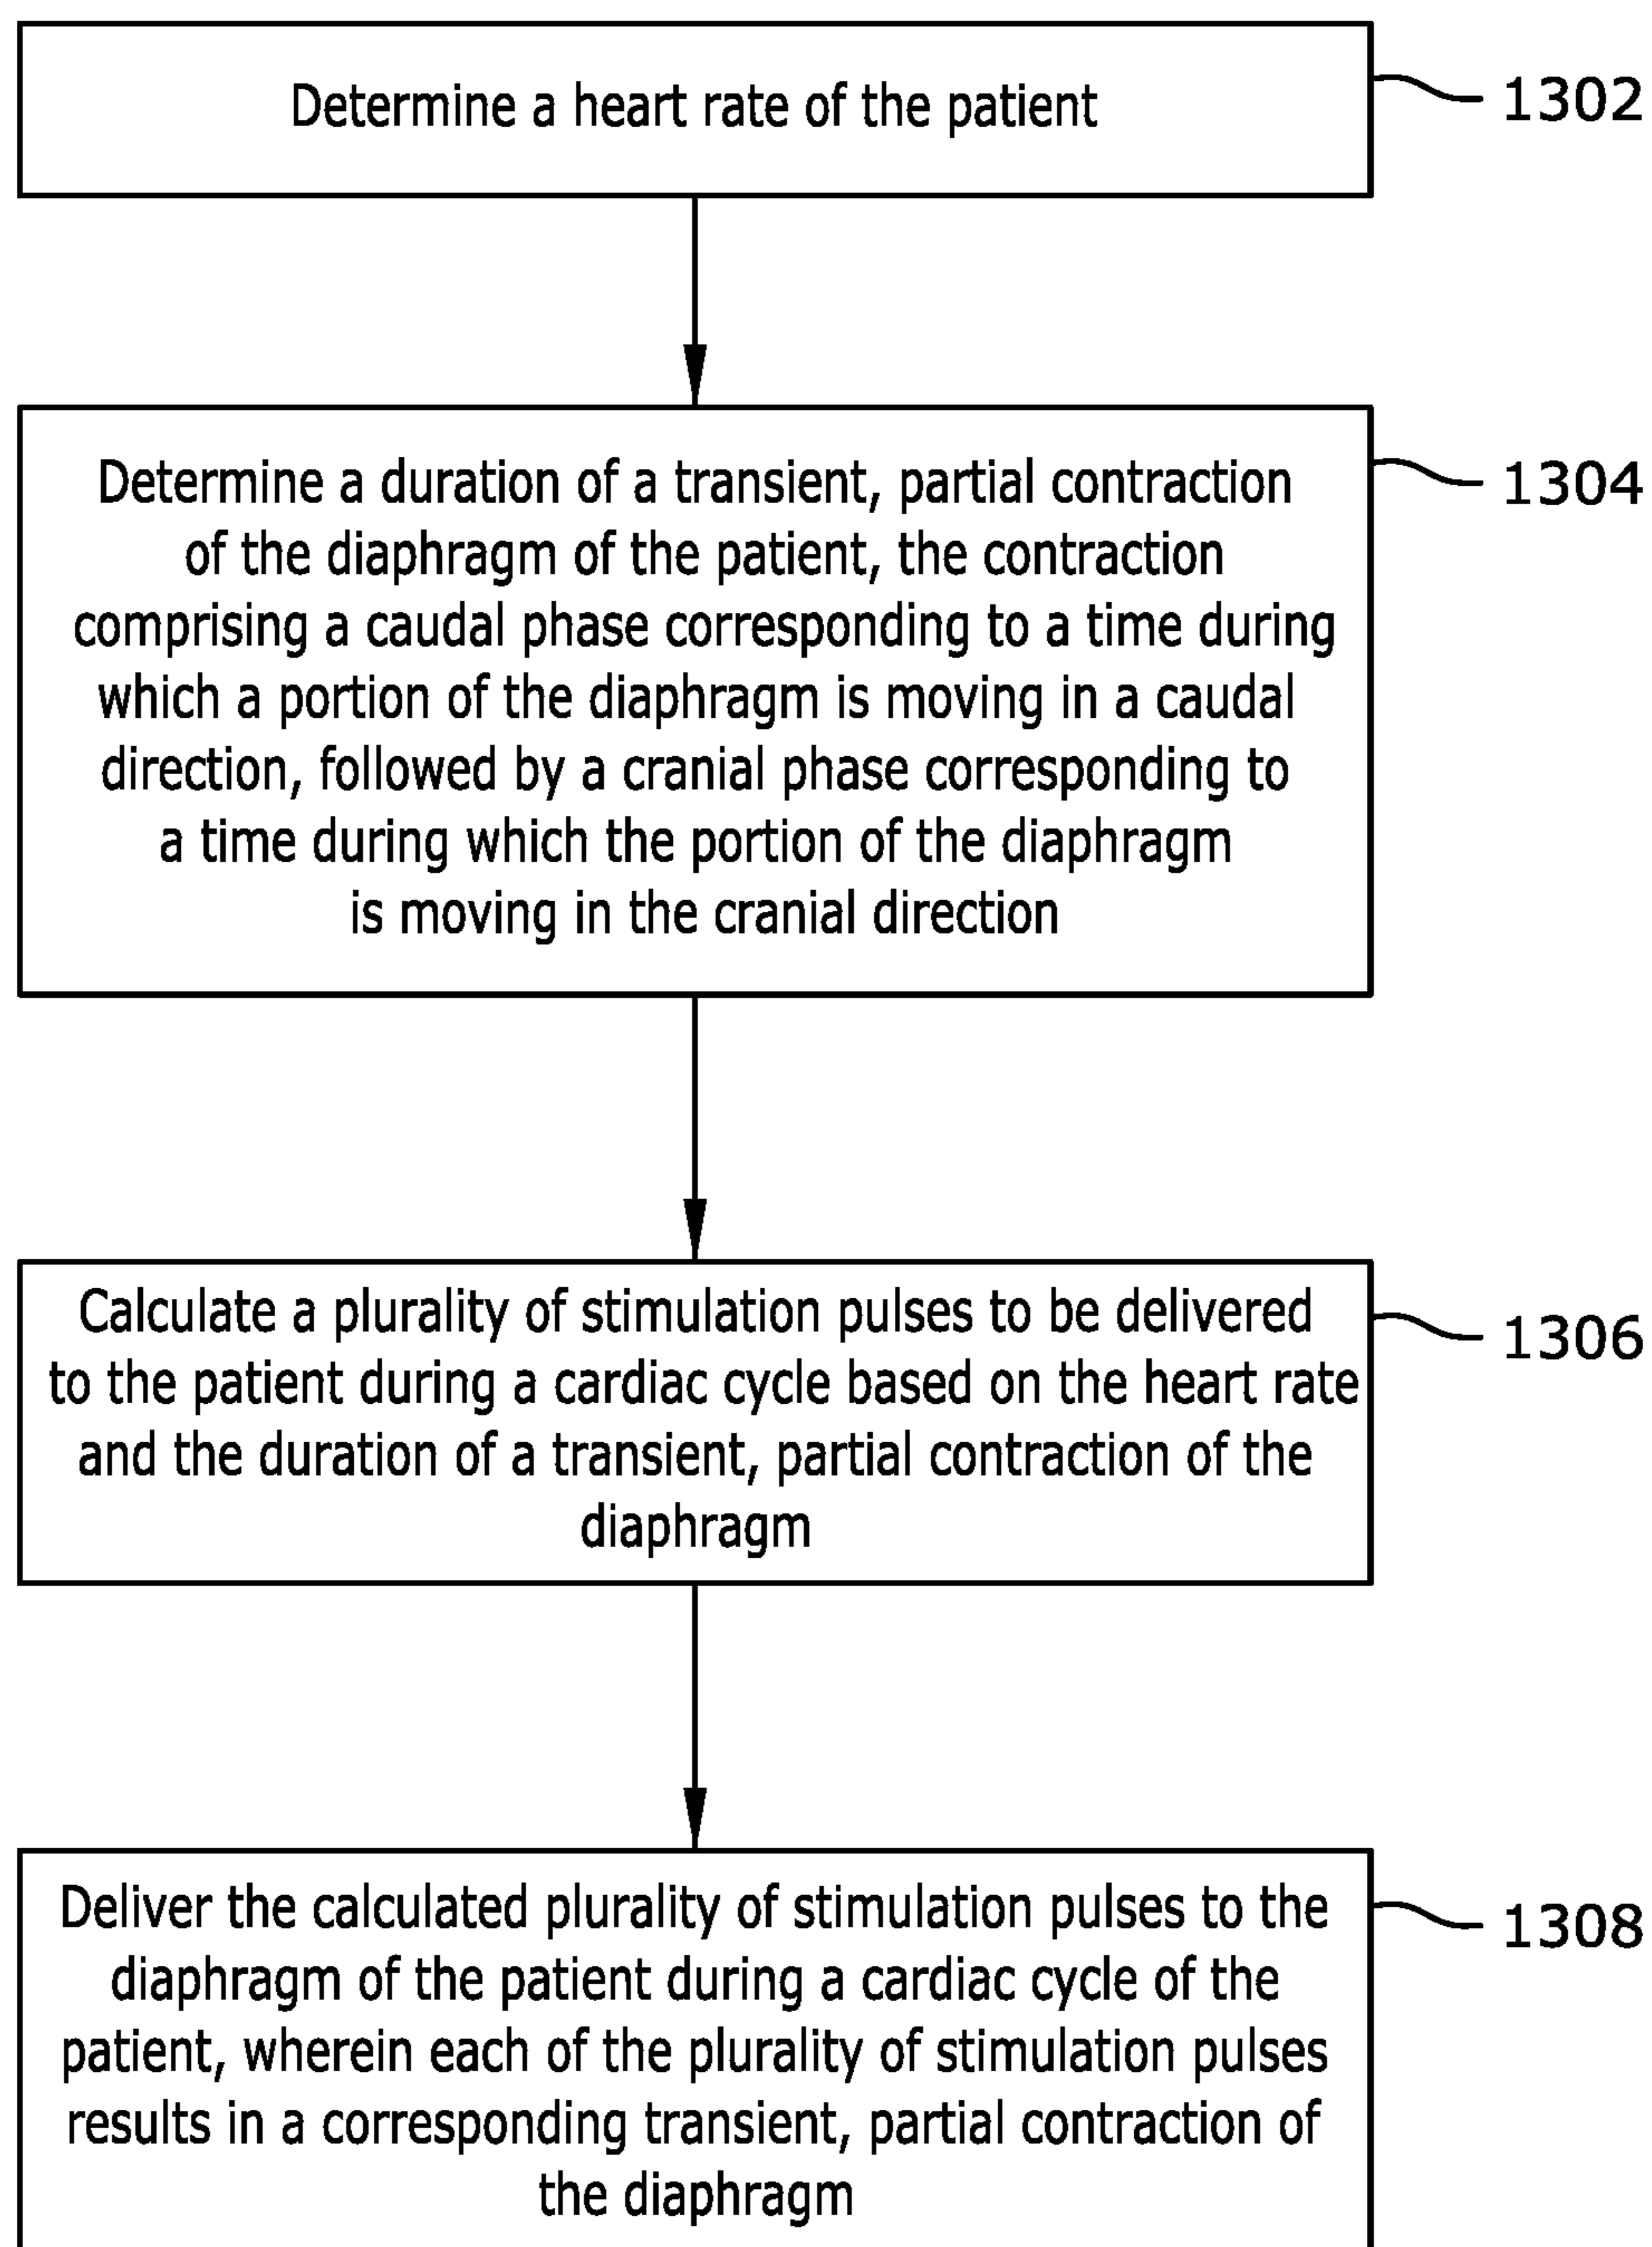 Determine a heart rate of the patient
1302
Determine a duration of a transient, partial contraction
1304
of the diaphragm of the patient, the contraction
comprising a caudal phase corresponding to a time during
which a portion of the diaphragm is moving in a caudal
direction, followed by a cranial phase corresponding to
a time during which the portion of the diaphragm
is moving in the cranial direction
Calculate a plurality of stimulation pulses to be delivered
1306
to the patient during a cardiac cycle based on the heart rate
and the duration of a transient, partial contraction of the
diaphragm
Deliver the calculated plurality of stimulation pulses to the
1308
diaphragm of the patient during a cardiac cycle of the
patient, wherein each of the plurality of stimulation pulses
results in a corresponding transient, partial contraction of
the diaphragm